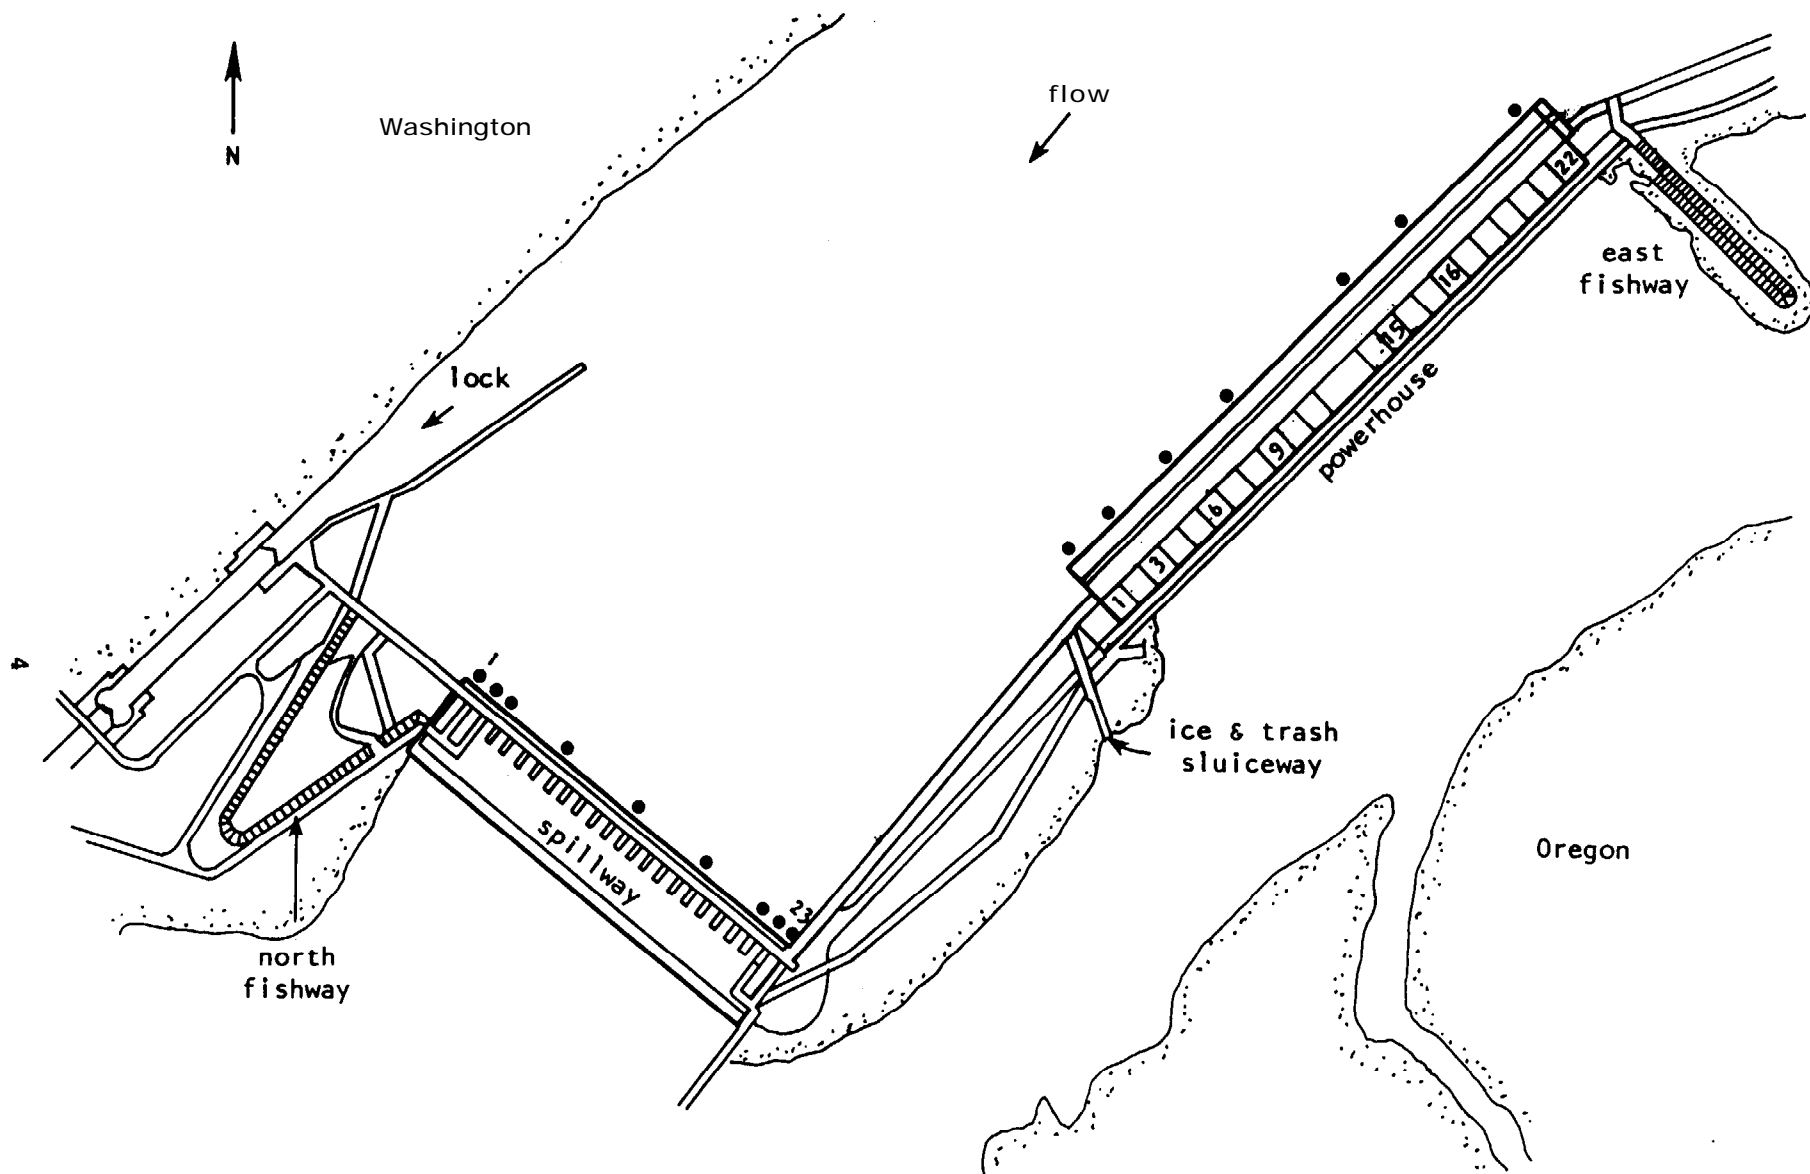 flow
Washington
N
22
east
fishway
16
lock
15
powerhouse
9
6
3
1
4
1
ice & trash
sluiceway
spillway
Oregon
23
north
fishway